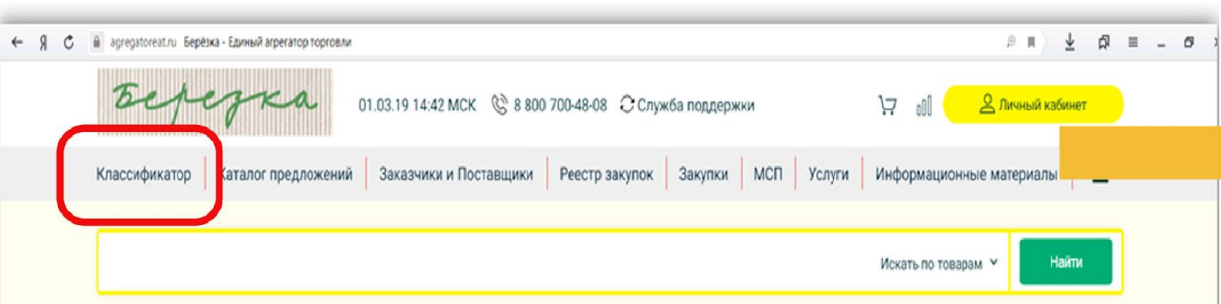 agregatoreat.ru Берёзка - Единый агрегатор торговли
Березка
01.03.19 14:42 МСК 8 800 700-48-08 Служба поддержки
Личный кабинет
Классификатор Каталог предложений Заказчики и Поставщики Реестр закупок Закупки МСП Услуги Информационные материалы
Искать по товарам Найти